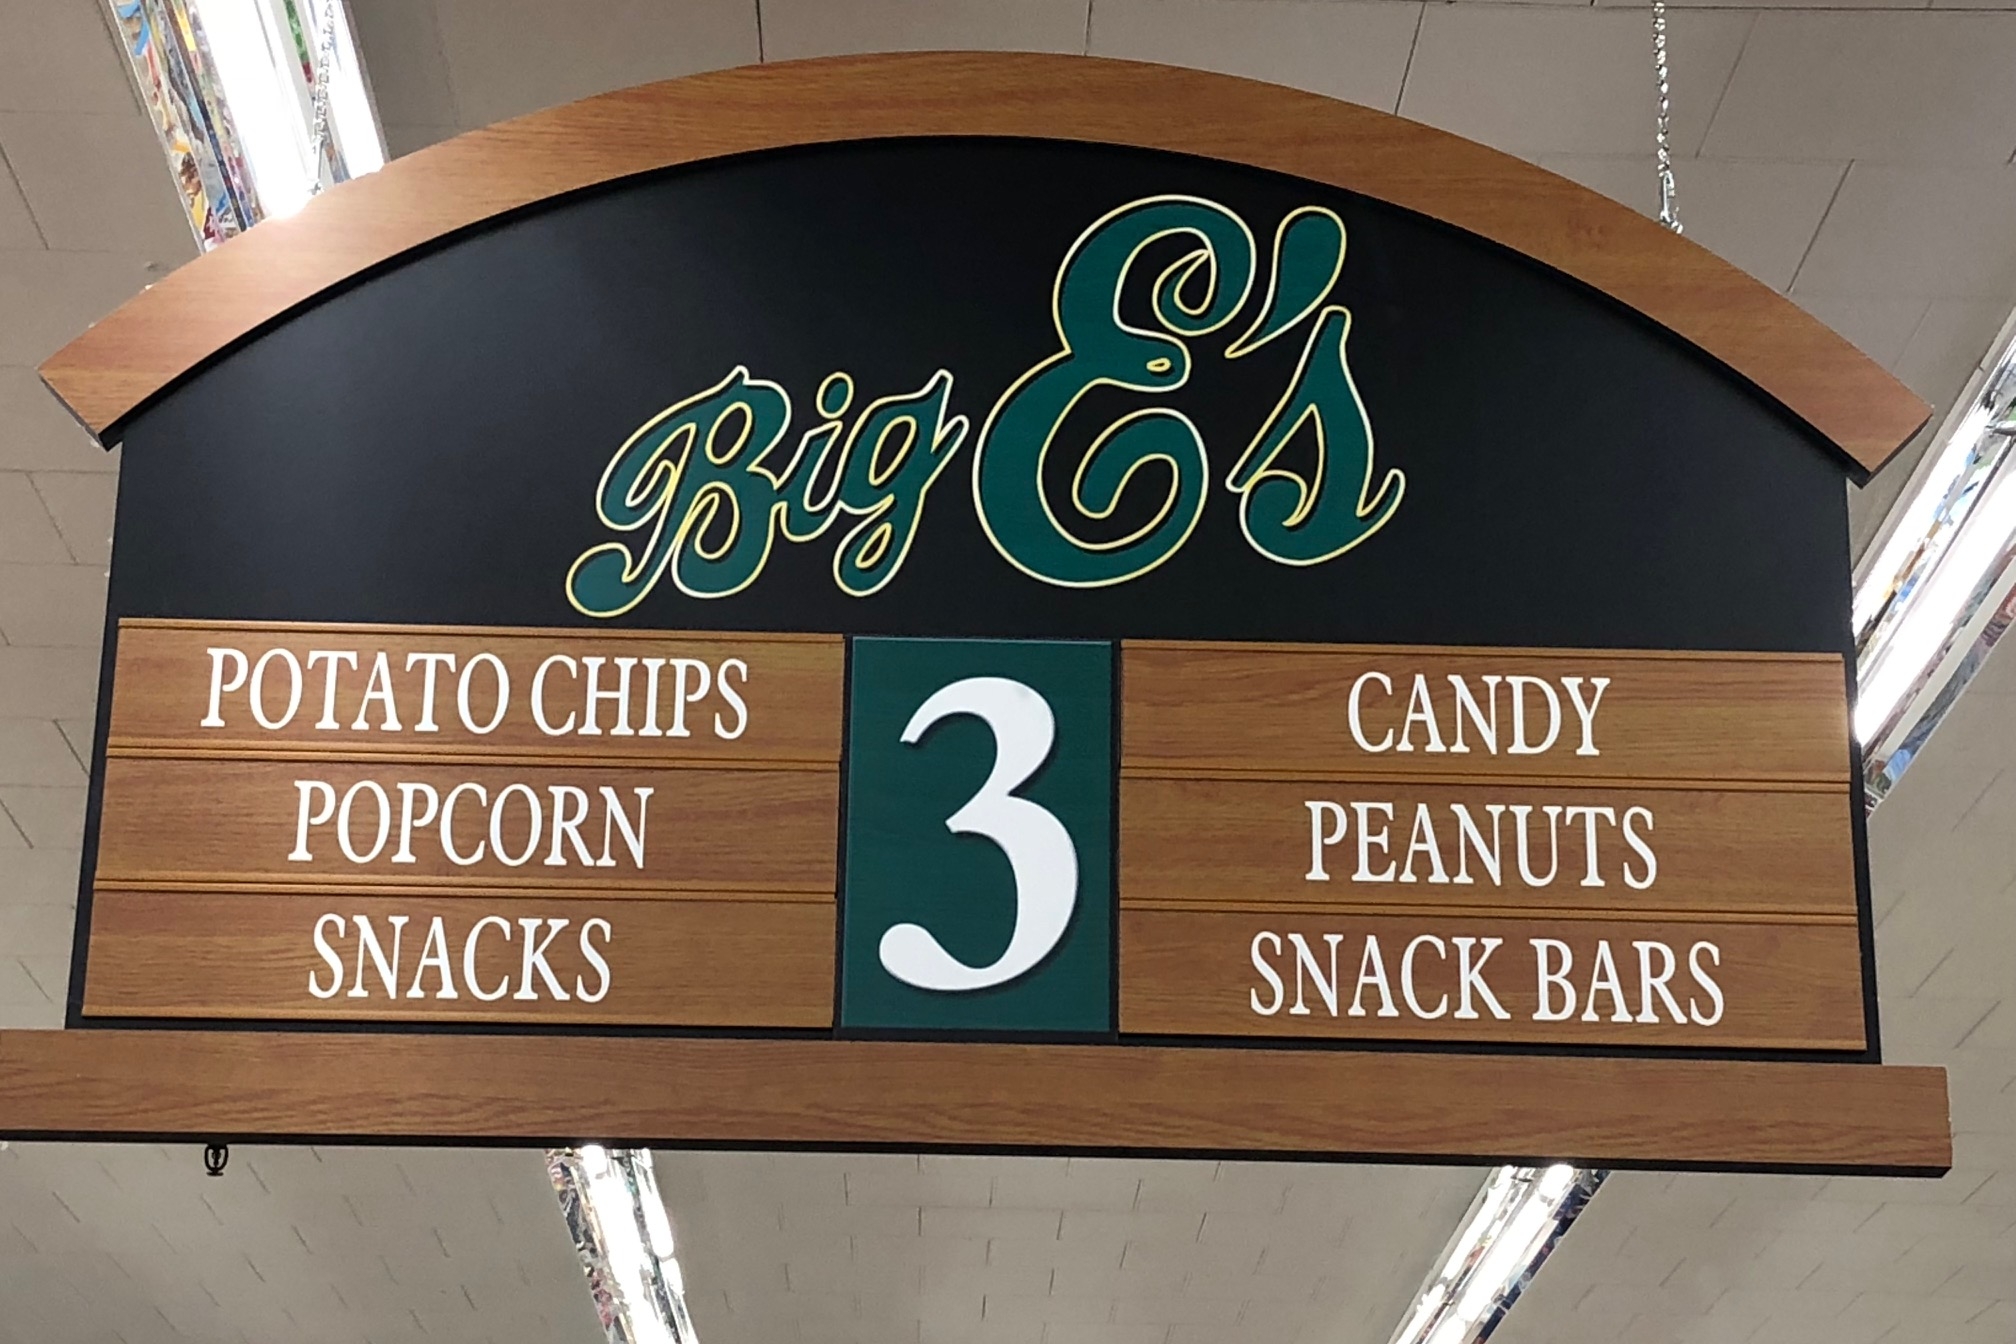 Big E's
POTATO CHIPS
POPCORN
SNACKS
3
CANDY
PEANUTS
SNACK BARS